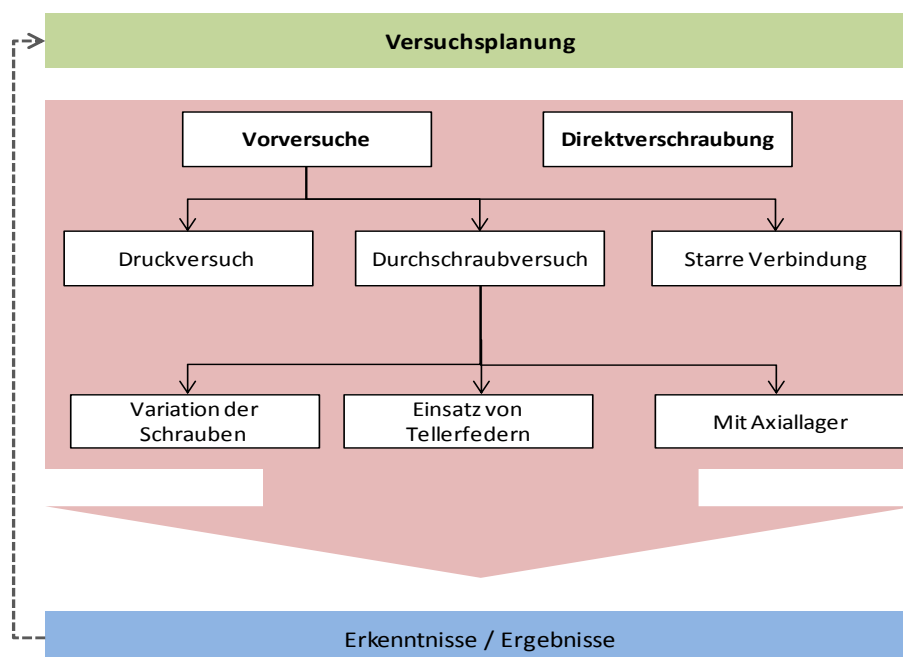 Versuchsplanung
Vorversuche
Direktverschraubung
Druckversuch
Durchschraubversuch
Starre Verbindung
Variation der
Schrauben
Einsatz von
Tellerfedern
Mit Axiallager
Erkenntnisse / Ergebnisse